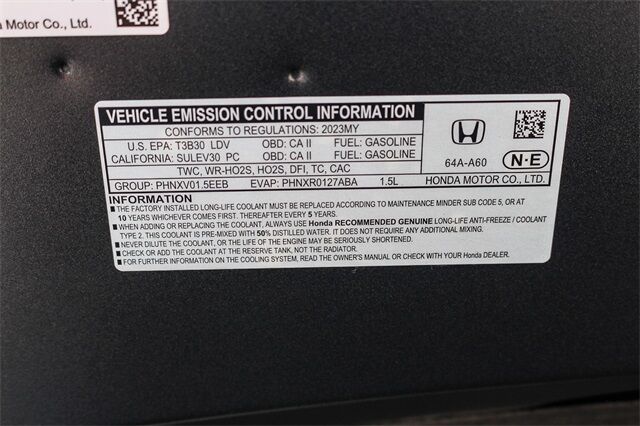 Motor Co., Ltd.
VEHICLE EMISSION CONTROL INFORMATION
CONFORMS TO REGULATIONS: 2023MY
U.S. EPA: T3B30 LDV OBD: CA II FUEL: GASOLINE
CALIFORNIA: SULEV30 PC OBD: CA II FUEL: GASOLINE
TWC, WR-HO2S, HO2S, DFI, TC, CAC
64A-A60
N-E
GROUP: PHNXV01.5EEB EVAP: PHNXR0127ABA 1.5L HONDA MOTOR CO., LTD.
INFORMATION
■ THE FACTORY INSTALLED LONG-LIFE COOLANT MUST BE REPLACED ACCORDING TO MAINTENANCE MINDER SUB CODE 5, OR AT
10 YEARS WHICHEVER COMES FIRST. THEREAFTER EVERY 5 YEARS.
■ WHEN ADDING OR REPLACING THE COOLANT, ALWAYS USE Honda RECOMMENDED GENUINE LONG-LIFE ANTI-FREEZE / COOLANT
TYPE 2. THIS COOLANT IS PRE-MIXED WITH 50% DISTILLED WATER. IT DOES NOT REQUIRE ANY ADDITIONAL MIXING.
■ NEVER DILUTE THE COOLANT, OR THE LIFE OF THE ENGINE MAY BE SERIOUSLY SHORTENED.
■ CHECK OR ADD THE COOLANT AT THE RESERVE TANK, NOT THE RADIATOR.
■ FOR FURTHER INFORMATION ON THE COOLING SYSTEM, READ THE OWNER'S MANUAL OR CHECK WITH YOUR Honda DEALER.